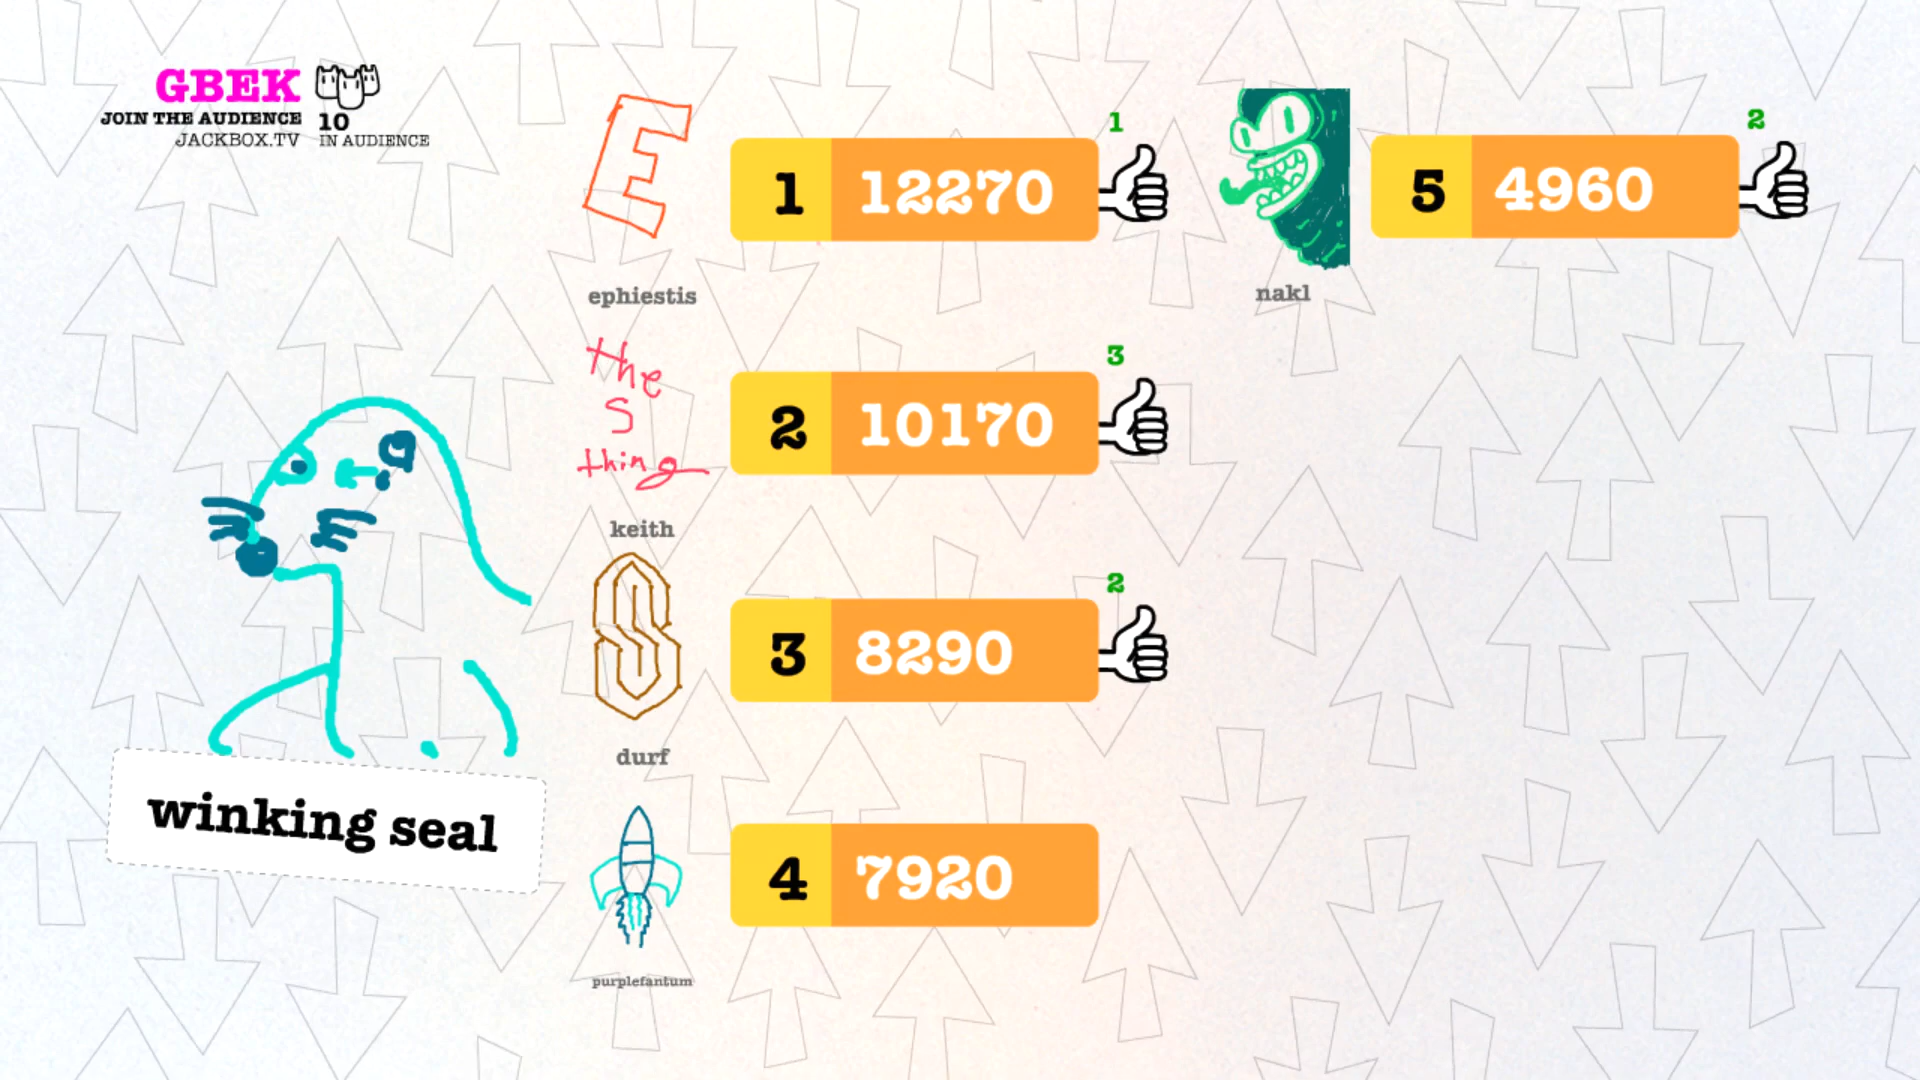 GBEK
JOIN THE AUDIENCE
JACKBOX.TV
10
IN AUDIENCE
E
1 12270
1
ephiestis
the
S
thing
2 10170
3
keith
S
3 8290
2
durf
4 7920
purplefantum
5 4960
2
nakl
winking seal